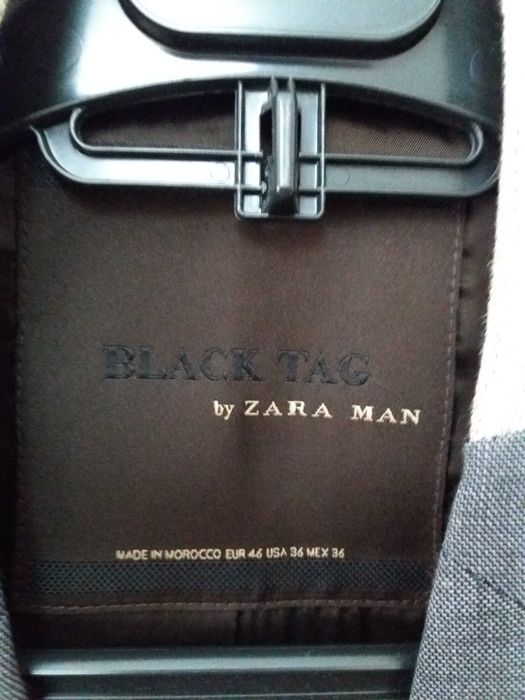 BLACK TAG
by ZARA MAN
MADE IN MOROCCO EUR 46 USA 36 MEX 36